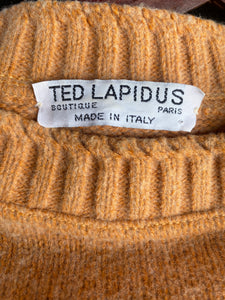 TED LAPIDUS
BOUTIQUE PARIS
MADE IN ITALY